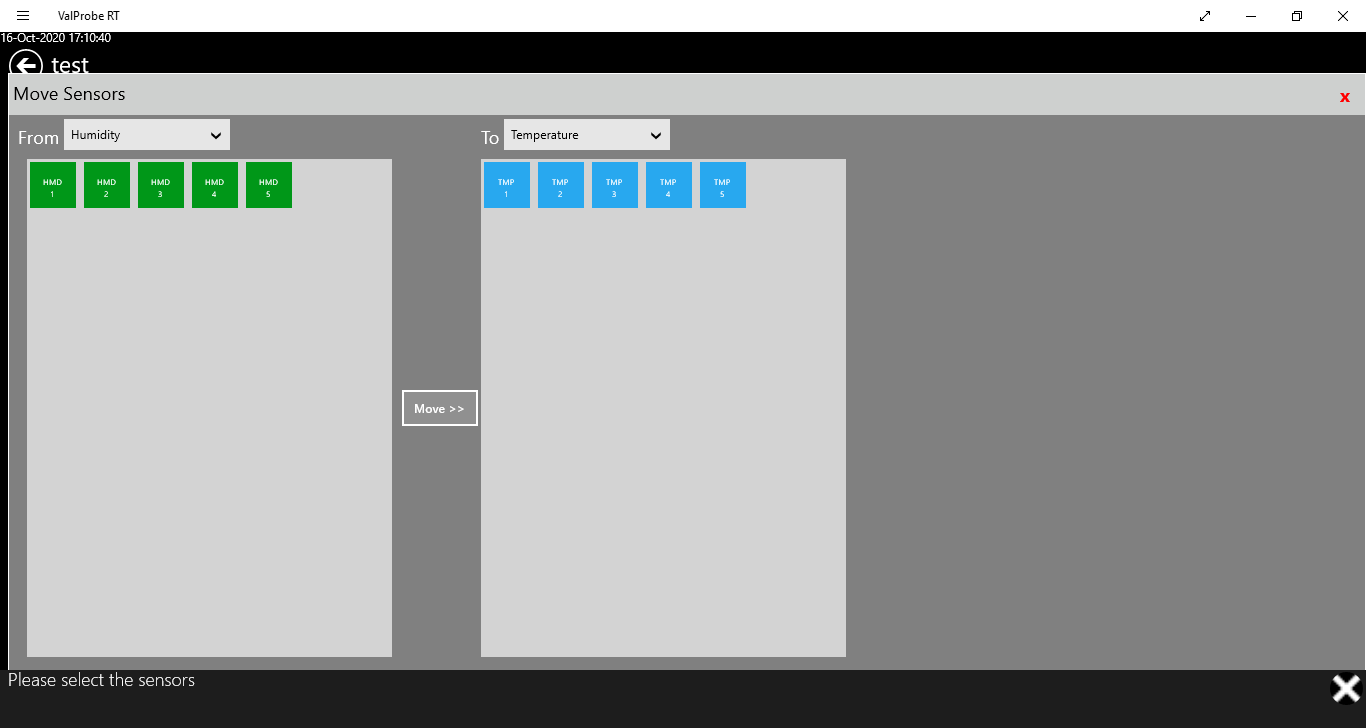 ValProbe RT
16-Oct-2020 17:10:40
test
Move Sensors
x
From Humidity
To Temperature
HMD 1
HMD 2
HMD 3
HMD 4
HMD 5
TMP 1
TMP 2
TMP 3
TMP 4
TMP 5
Move >>
Please select the sensors